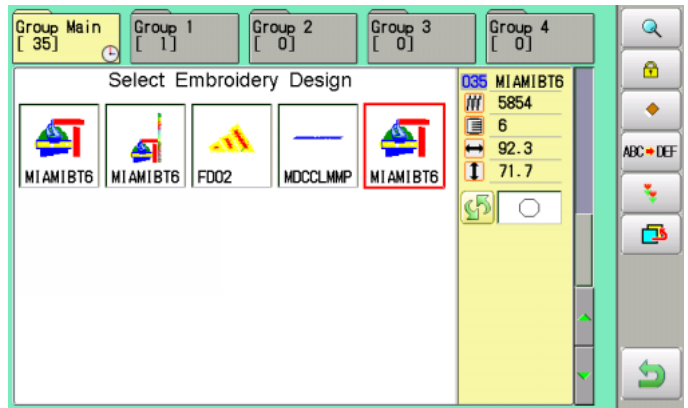 Group Main
[ 35]
Group 1
[ 1]
Group 2
[ 0]
Group 3
[ 0]
Group 4
[ 0]
Select Embroidery Design
MIAMIBT6
MIAMIBT6
FD02
MDCCLMMP
MIAMIBT6
035 MIAMIBT6
5854
6
92.3
71.7
ABC DEF